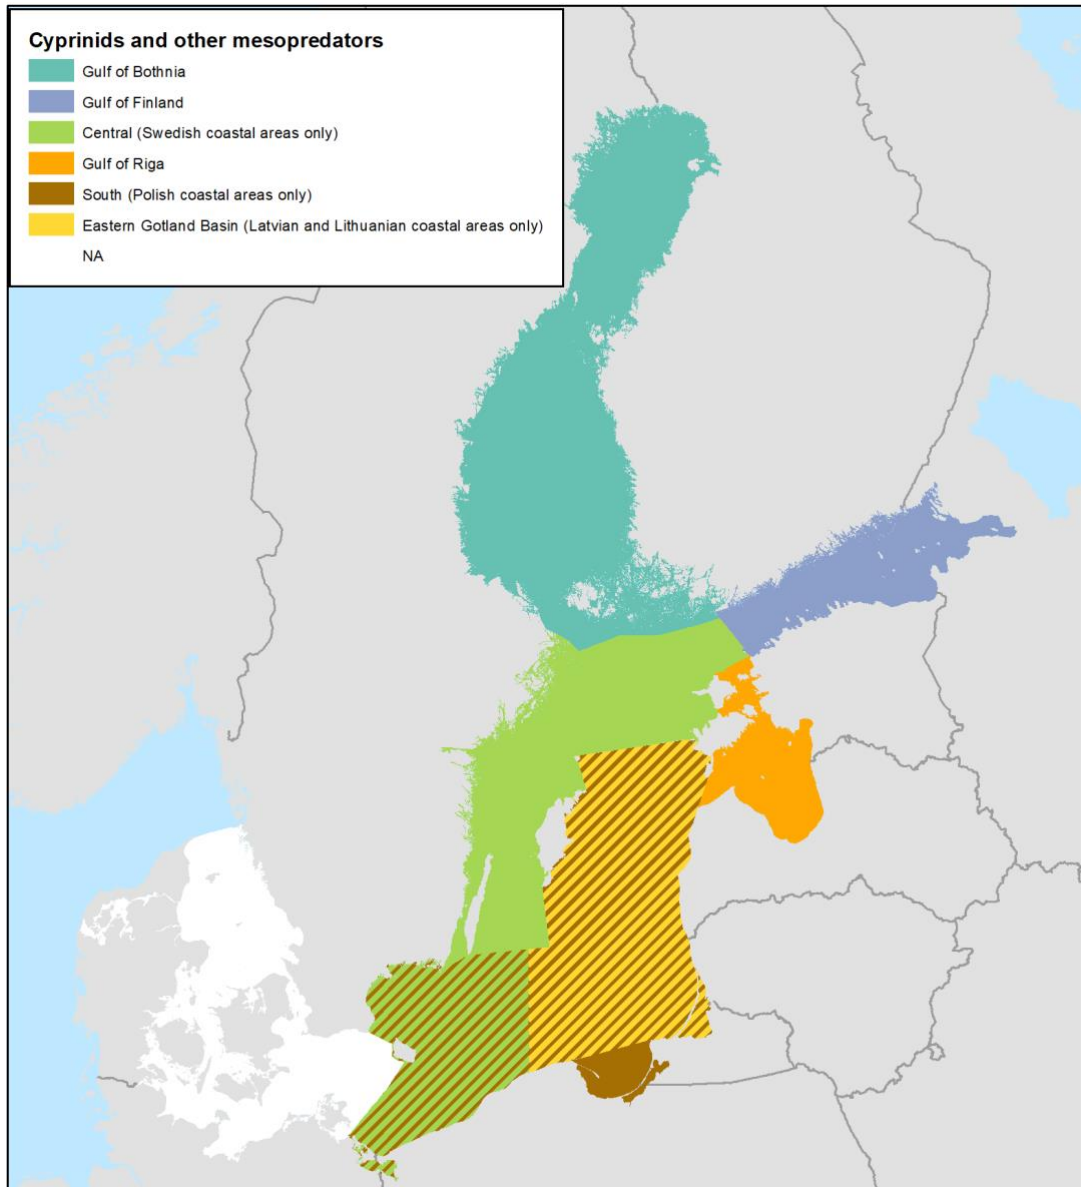 Cyprinids and other mesopredators
Gulf of Bothnia
Gulf of Finland
Central (Swedish coastal areas only)
Gulf of Riga
South (Polish coastal areas only)
Eastern Gotland Basin (Latvian and Lithuanian coastal areas only)
NA